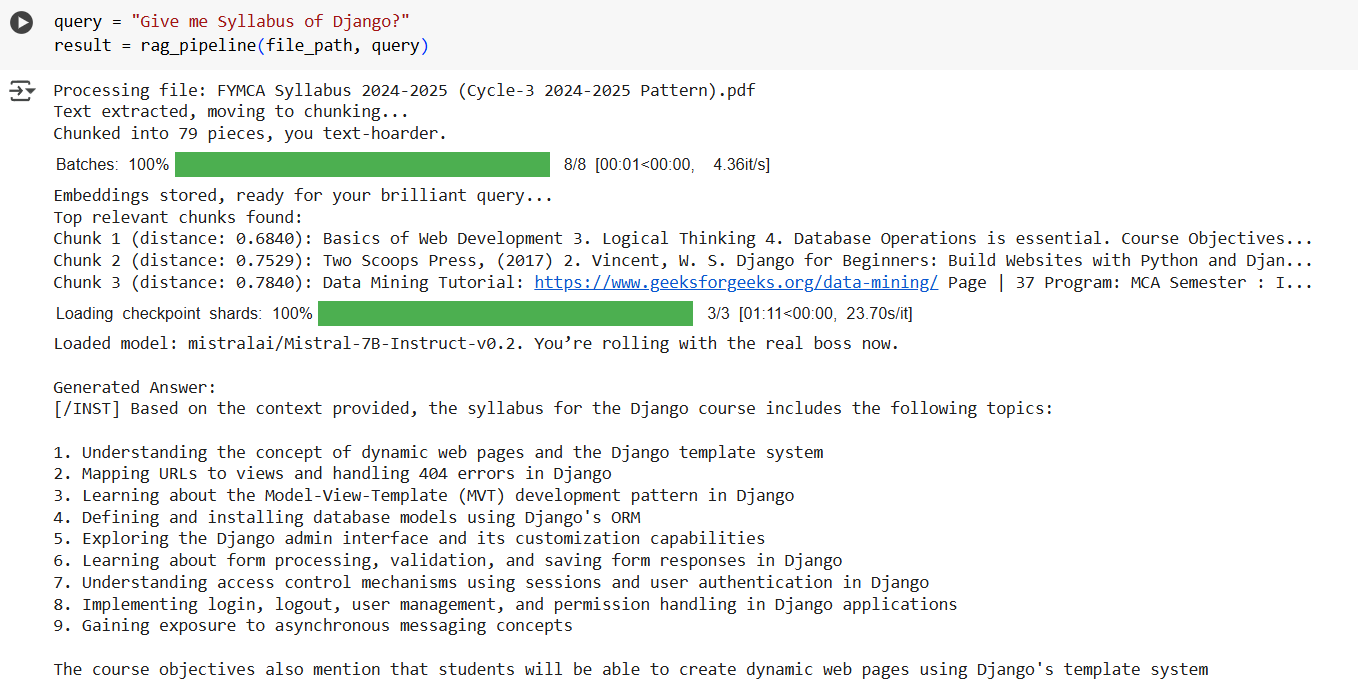 query = "Give me Syllabus of Django?"
result = rag_pipeline(file_path, query)
Processing file: FYMCA Syllabus 2024-2025 (Cycle-3 2024-2025 Pattern).pdf
Text extracted, moving to chunking...
Chunked into 79 pieces, you text-hoarder.
Batches: 100% 8/8 [00:01<00:00, 4.36it/s]
Embeddings stored, ready for your brilliant query...
Top relevant chunks found:
Chunk 1 (distance: 0.6840): Basics of Web Development 3. Logical Thinking 4. Database Operations is essential. Course Objectives...
Chunk 2 (distance: 0.7529): Two Scoops Press, (2017) 2. Vincent, W. S. Django for Beginners: Build Websites with Python and Djan...
Chunk 3 (distance: 0.7840): Data Mining Tutorial: https://www.geeksforgeeks.org/data-mining/ Page | 37 Program: MCA Semester : I...
Loading checkpoint shards: 100% 3/3 [01:11<00:00, 23.70s/it]
Loaded model: mistralai/Mistral-7B-Instruct-v0.2. You’re rolling with the real boss now.
Generated Answer:
[/INST] Based on the context provided, the syllabus for the Django course includes the following topics:
1. Understanding the concept of dynamic web pages and the Django template system
2. Mapping URLs to views and handling 404 errors in Django
3. Learning about the Model-View-Template (MVT) development pattern in Django
4. Defining and installing database models using Django's ORM
5. Exploring the Django admin interface and its customization capabilities
6. Learning about form processing, validation, and saving form responses in Django
7. Understanding access control mechanisms using sessions and user authentication in Django
8. Implementing login, logout, user management, and permission handling in Django applications
9. Gaining exposure to asynchronous messaging concepts
The course objectives also mention that students will be able to create dynamic web pages using Django's template system